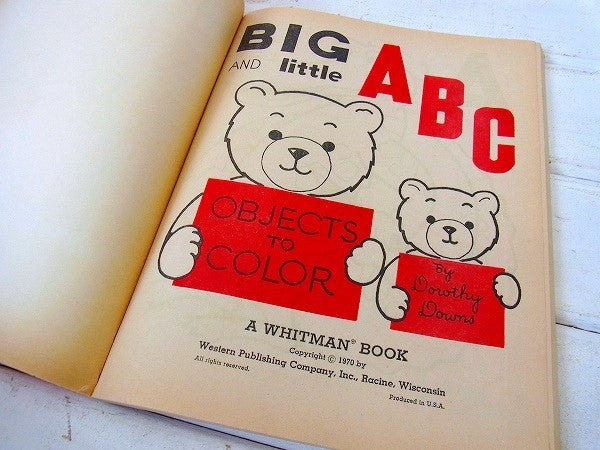 BIG
AND little
ABC
OBJECTS
TO
COLOR
By
Dorothy
Downs
A WHITMAN® BOOK
Copyright © 1970 by
Western Publishing Company, Inc., Racine, Wisconsin
All rights reserved.
Produced in U.S.A.